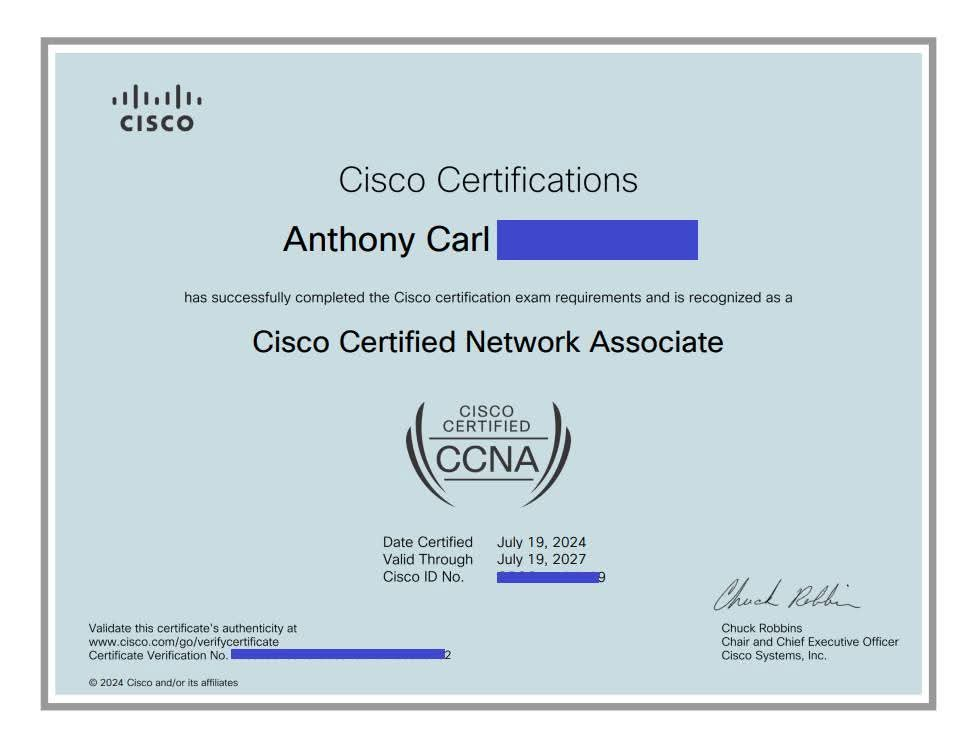 CISCO
Cisco Certifications
Anthony Carl
has successfully completed the Cisco certification exam requirements and is recognized as a
Cisco Certified Network Associate
CISCO
CERTIFIED
CCNA
Date Certified July 19, 2024
Valid Through July 19, 2027
Cisco ID No. 9
Chuck Robbins
Validate this certificate's authenticity at
www.cisco.com/go/verifycertificate
Certificate Verification No. 2
Chuck Robbins
Chair and Chief Executive Officer
Cisco Systems, Inc.
© 2024 Cisco and/or its affiliates